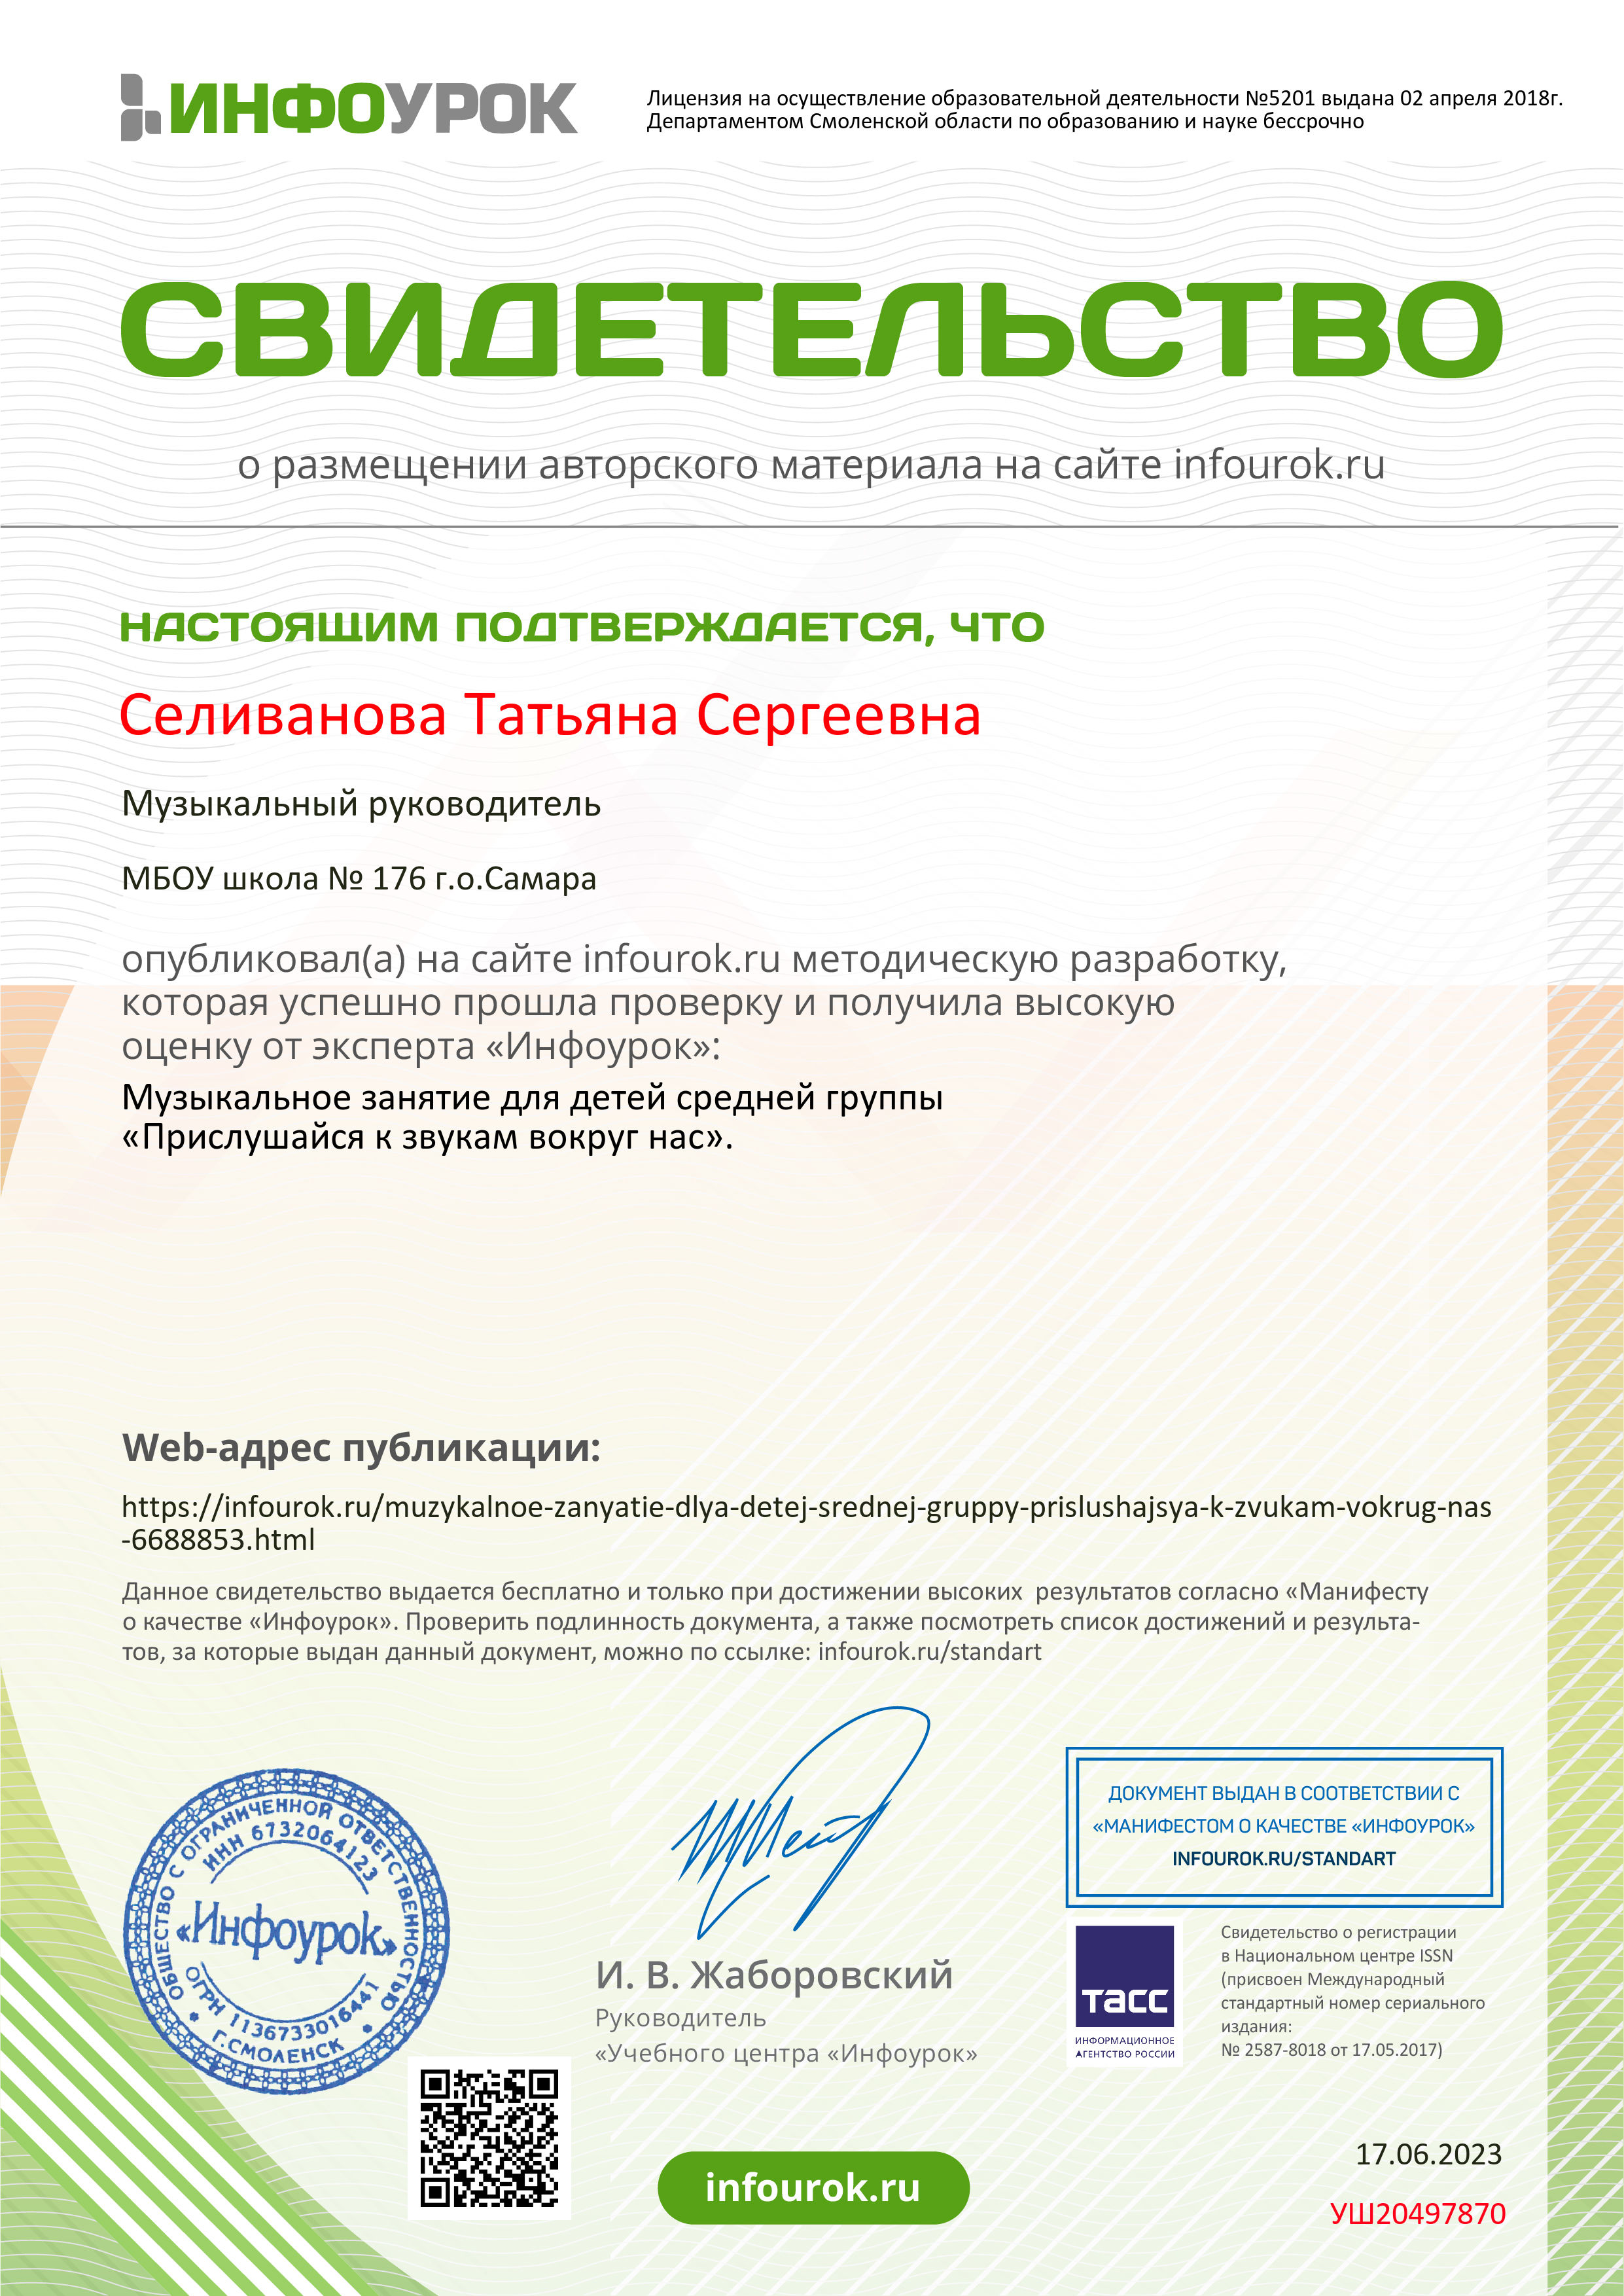 ИНФОУРОК
Лицензия на осуществление образовательной деятельности №5201 выдана 02 апреля 2018г.
Департаментом Смоленской области по образованию и науке бессрочно
СВИДЕТЕЛЬСТВО
о размещении авторского материала на сайте infourok.ru
НАСТОЯЩИМ ПОДТВЕРЖДАЕТСЯ, ЧТО
Селиванова Татьяна Сергеевна
Музыкальный руководитель
МБОУ школа № 176 г.о.Самара
опубликовал(а) на сайте infourok.ru методическую разработку,
которая успешно прошла проверку и получила высокую
оценку от эксперта «Инфоурок»:
Музыкальное занятие для детей средней группы
«Прислушайся к звукам вокруг нас».
Web-адрес публикации:
https://infourok.ru/muzykalnoe-zanyatie-dlya-detej-srednej-gruppy-prislushajsya-k-zvukam-vokrug-nas
-6688853.html
Данное свидетельство выдается бесплатно и только при достижении высоких результатов согласно «Манифесту
о качестве «Инфоурок». Проверить подлинность документа, а также посмотреть список достижений и результа-
тов, за которые выдан данный документ, можно по ссылке: infourok.ru/standart
ОБЩЕСТВО С ОГРАНИЧЕННОЙ ОТВЕТСТВЕННОСТЬЮ
ИНН 6732064123
«Инфоурок»
ОГРН 1136733016441
Г.СМОЛЕНСК
И. В. Жаборовский
Руководитель
«Учебного центра «Инфоурок»
ДОКУМЕНТ ВЫДАН В СООТВЕТСТВИИ С
«МАНИФЕСТОМ О КАЧЕСТВЕ «ИНФОУРОК»
INFOUROK.RU/STANDART
ТАСС
ИНФОРМАЦИОННОЕ
АГЕНТСТВО РОССИИ
Свидетельство о регистрации
в Национальном центре ISSN
(присвоен Международный
стандартный номер сериального
издания:
№ 2587-8018 от 17.05.2017)
infourok.ru
17.06.2023
УШ20497870